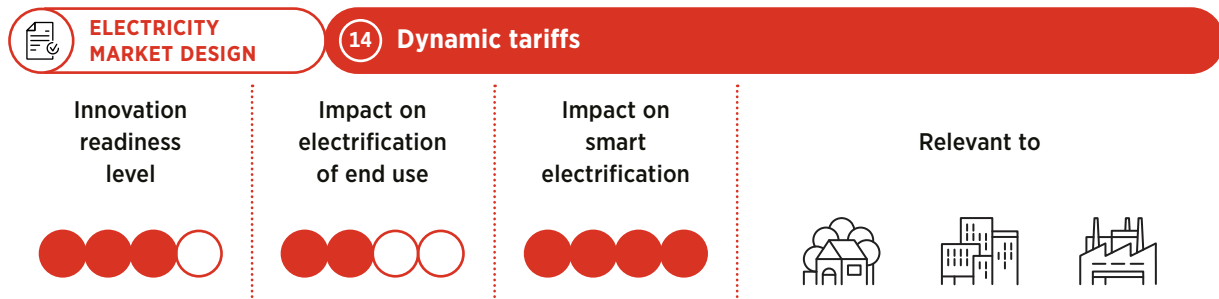 ELECTRICITY
MARKET DESIGN
14 Dynamic tariffs
Innovation
readiness
level
Impact on
electrification
of end use
Impact on
smart
electrification
Relevant to